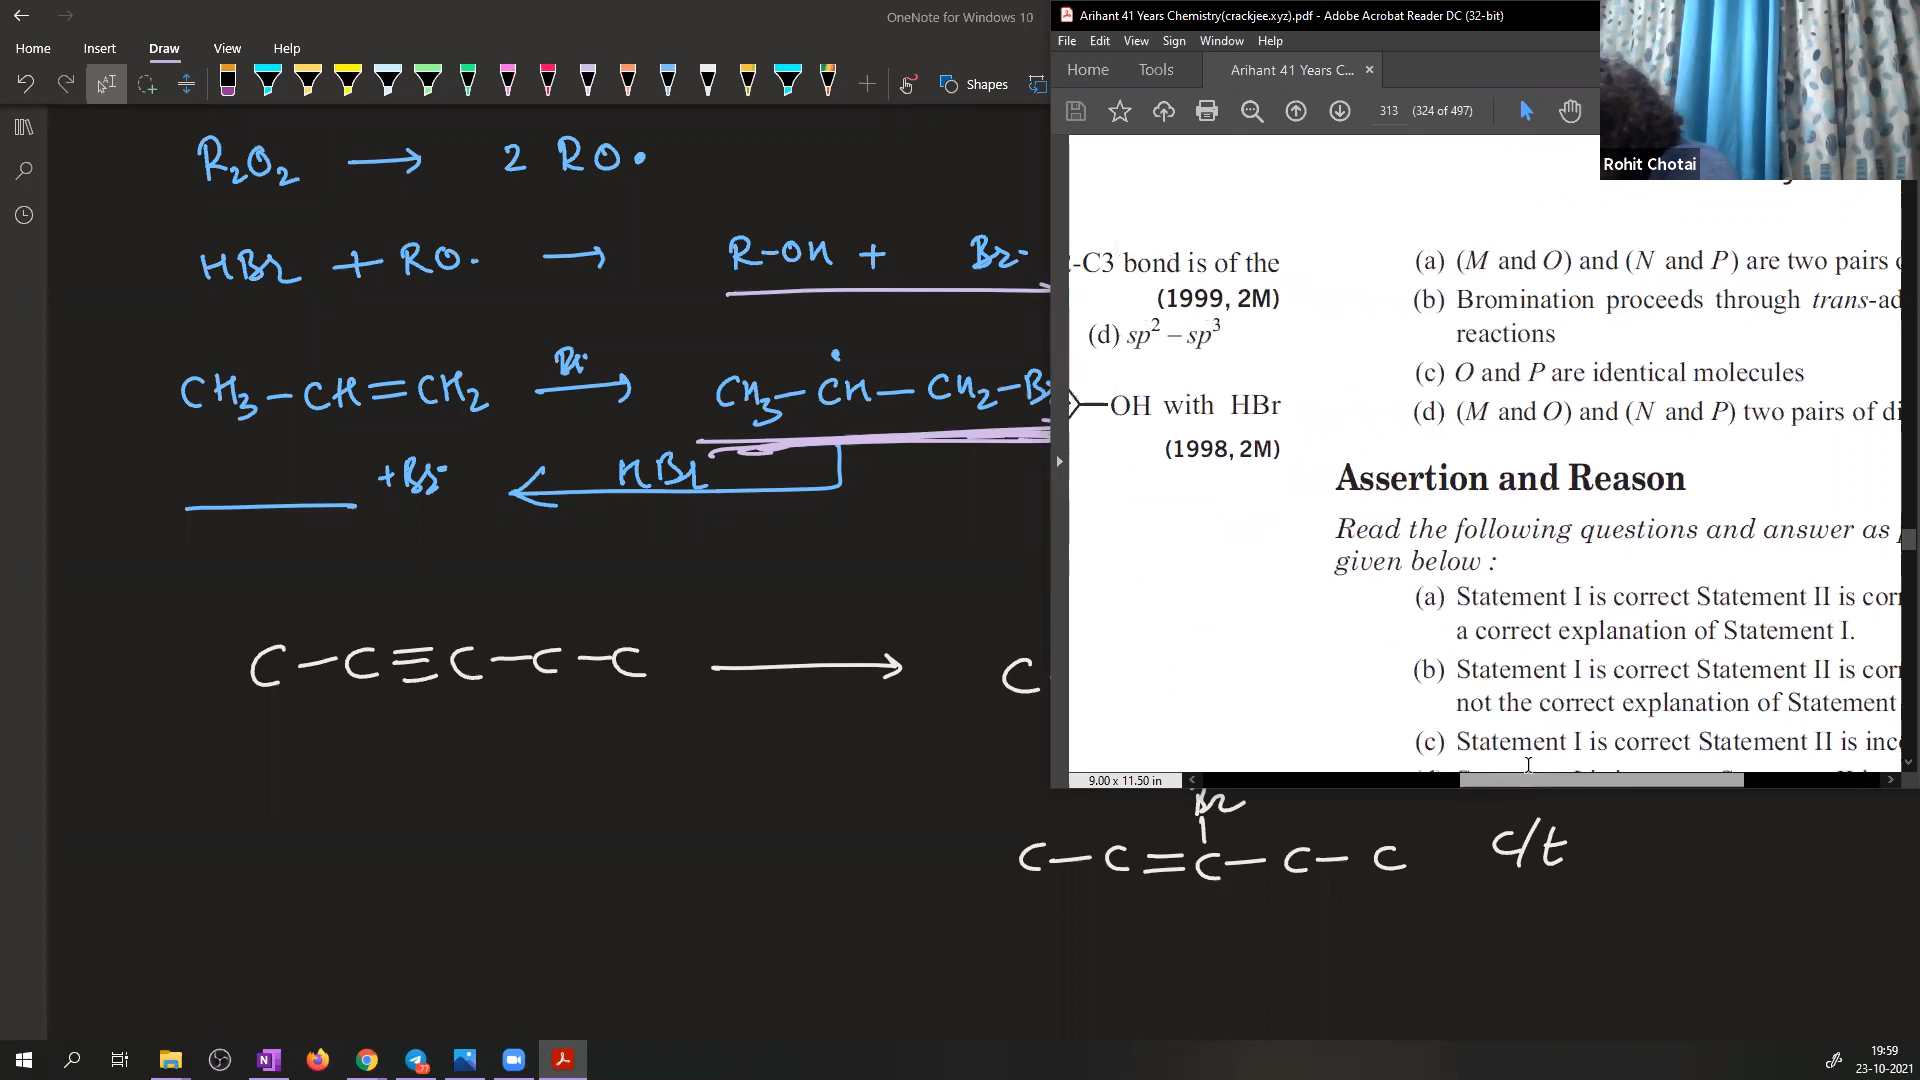 OneNote for Windows 10
Home Insert Draw View Help
Shapes
R2O2 → 2 RO•
HBr + RO• → R-OH + Br•
CH3-CH=CH2 Br• → CH3-ĊH-CH2-B
+Br• HBr
C-C≡C-C-C → C
Br
C-C=C-C-C c/t
Arihant 41 Years Chemistry(crackjee.xyz).pdf - Adobe Acrobat Reader DC (32-bit)
File Edit View Sign Window Help
Home Tools Arihant 41 Years C... ×
313 (324 of 497)
Rohit Chotai
-C3 bond is of the
(1999, 2M)
(d) sp² – sp³
—OH with HBr
(1998, 2M)
(a) (M and O) and (N and P) are two pairs
(b) Bromination proceeds through trans-ad
reactions
(c) O and P are identical molecules
(d) (M and O) and (N and P) two pairs of di
Assertion and Reason
Read the following questions and answer as
given below :
(a) Statement I is correct Statement II is cor
a correct explanation of Statement I.
(b) Statement I is correct Statement II is cor
not the correct explanation of Statement
(c) Statement I is correct Statement II is inc
9.00 x 11.50 in
77
19:59
23-10-2021